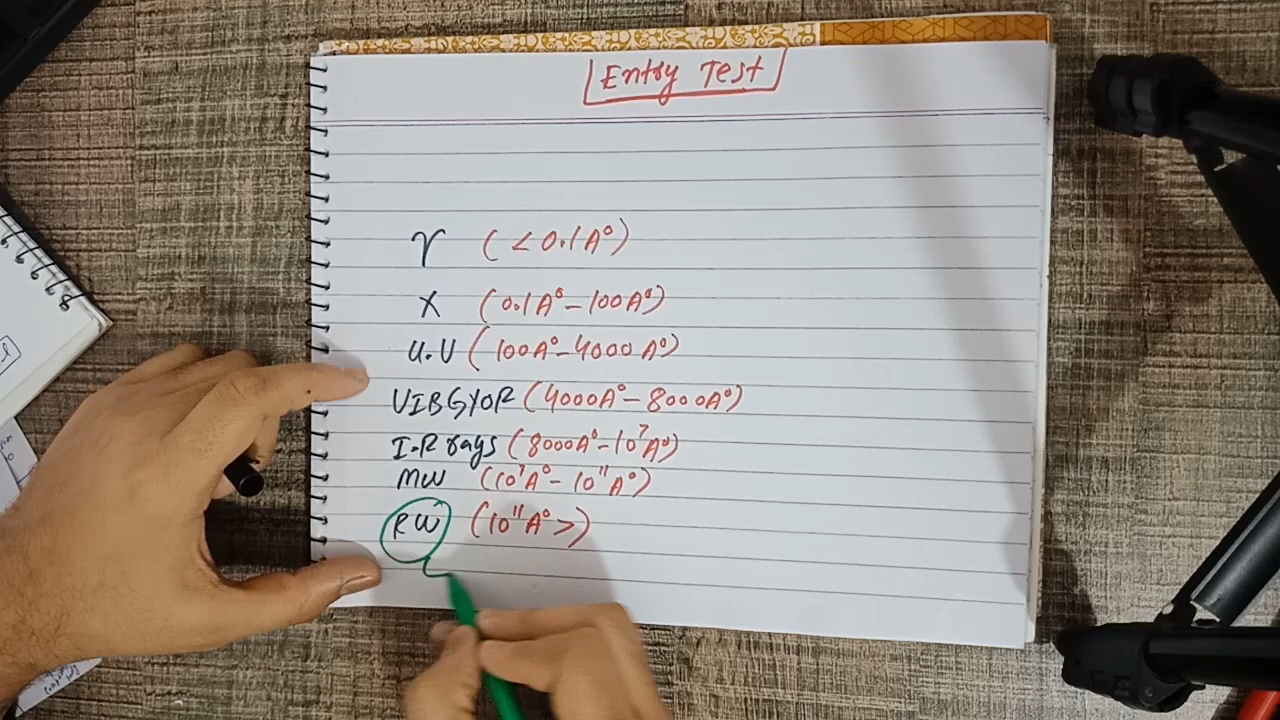 Entry Test
γ (< 0.1A°)
X (0.1A° - 100A°)
U.V (100A° - 4000A°)
VIBGYOR (4000A° - 8000A°)
I.R rays (8000A° - 10⁷A°)
MW (10⁷A° - 10¹¹A°)
RW (10¹¹A° >)